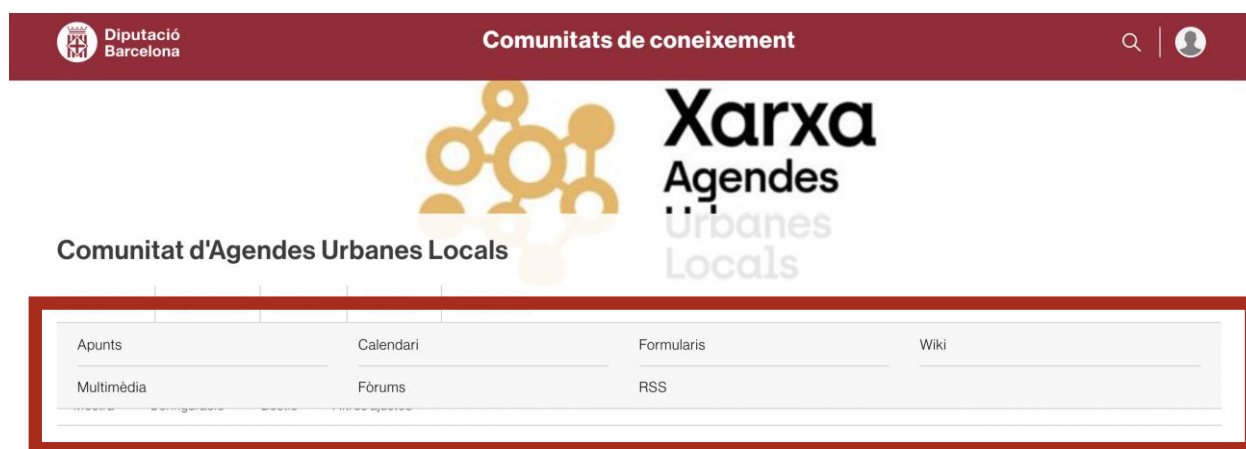 Diputació
Barcelona
Comunitats de coneixement
Xarxa
Agendes
Urbanes
Locals
Comunitat d'Agendes Urbanes Locals
Apunts Calendari Formularis Wiki
Multimèdia Fòrums RSS